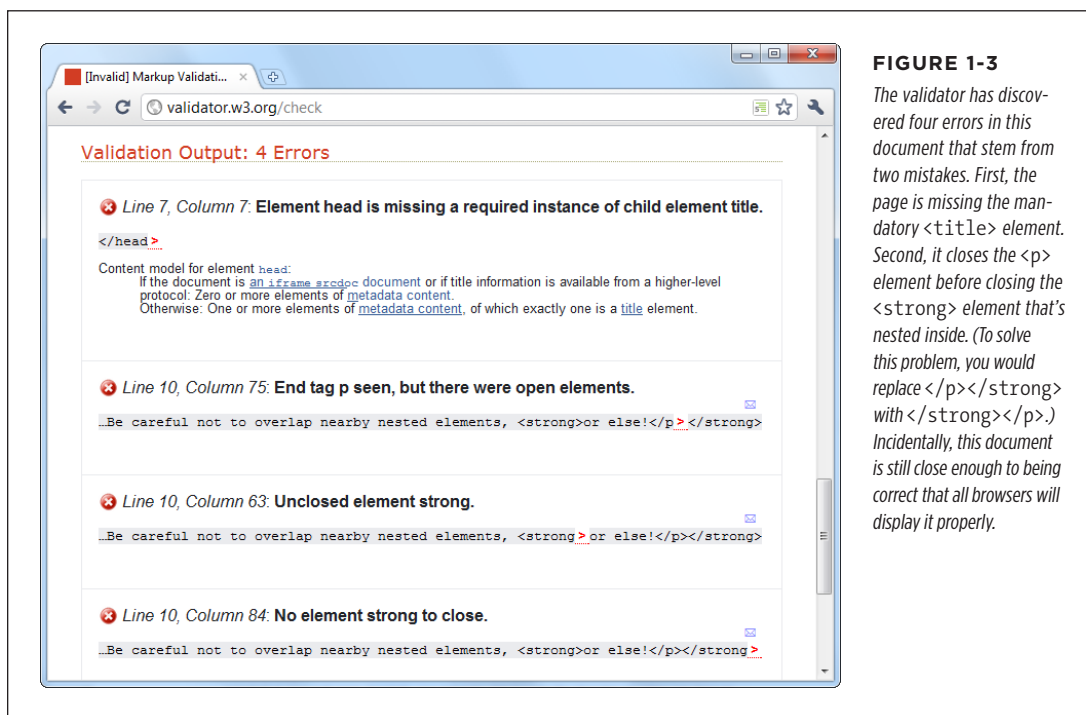 [Invalid] Markup Validati...
validator.w3.org/check
Validation Output: 4 Errors
Line 7, Column 7: Element head is missing a required instance of child element title.
</head>
Content model for element head:
If the document is an iframe srcdoc document or if title information is available from a higher-level
protocol: Zero or more elements of metadata content.
Otherwise: One or more elements of metadata content, of which exactly one is a title element.
Line 10, Column 75: End tag p seen, but there were open elements.
…Be careful not to overlap nearby nested elements, <strong>or else!</p></strong>
Line 10, Column 63: Unclosed element strong.
…Be careful not to overlap nearby nested elements, <strong>or else!</p></strong>
Line 10, Column 84: No element strong to close.
…Be careful not to overlap nearby nested elements, <strong>or else!</p></strong>
FIGURE 1-3
The validator has discov-
ered four errors in this
document that stem from
two mistakes. First, the
page is missing the man-
datory <title> element.
Second, it closes the <p>
element before closing the
<strong> element that's
nested inside. (To solve
this problem, you would
replace </p></strong>
with </strong></p>.)
Incidentally, this document
is still close enough to being
correct that all browsers will
display it properly.